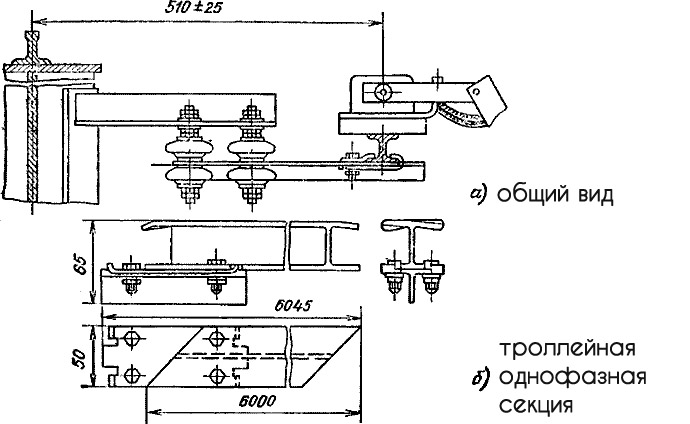 510±25
а) общий вид
65
6045
50
6000
троллейная
б) однофазная
секция